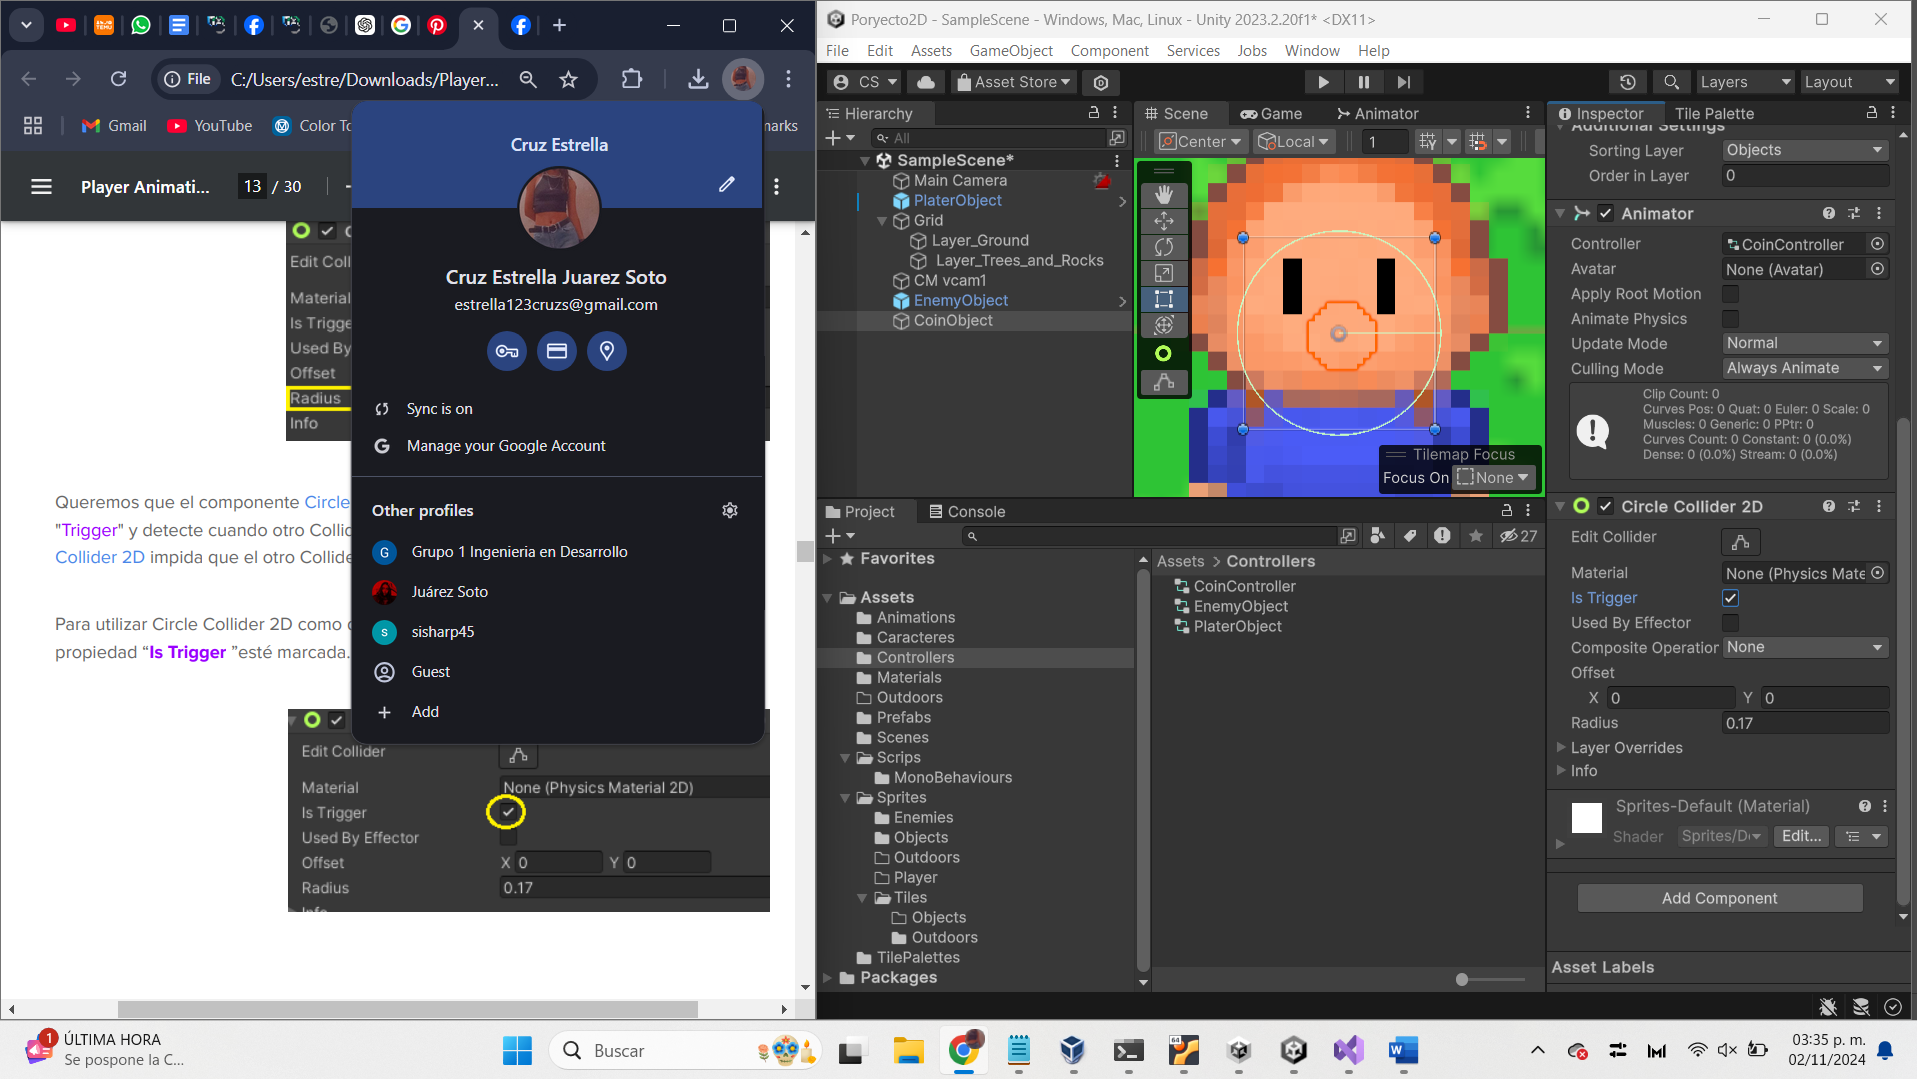 File
C:/Users/estre/Downloads/Player...
Gmail
YouTube
Color To
narks
Player Animati...
13 / 30
Edit Coll
Material
Is Trigge
Used By
Offset
Radius
Info
Queremos que el componente Circle
"Trigger" y detecte cuando otro Collic
Collider 2D impida que el otro Collide
Para utilizar Circle Collider 2D como
propiedad “Is Trigger ”esté marcada.
Edit Collider
Material
None (Physics Material 2D)
Is Trigger
Used By Effector
Offset
X 0
Y 0
Radius
0.17
Cruz Estrella
Cruz Estrella Juarez Soto
estrella123cruzs@gmail.com
Sync is on
Manage your Google Account
Other profiles
G Grupo 1 Ingenieria en Desarrollo
Juárez Soto
s sisharp45
Guest
Add
Poryecto2D - SampleScene - Windows, Mac, Linux - Unity 2023.2.20f1* <DX11>
File Edit Assets GameObject Component Services Jobs Window Help
CS
Asset Store
Layers
Layout
Hierarchy
All
SampleScene*
Main Camera
PlaterObject
Grid
Layer_Ground
Layer_Trees_and_Rocks
CM vcam1
EnemyObject
CoinObject
Scene
Game
Animator
Center
Local
1
Tilemap Focus
Focus On None
Project
Console
27
Favorites
Assets
Animations
Caracteres
Controllers
Materials
Outdoors
Prefabs
Scenes
Scrips
MonoBehaviours
Sprites
Enemies
Objects
Outdoors
Player
Tiles
Objects
Outdoors
TilePalettes
Packages
Assets > Controllers
CoinController
EnemyObject
PlaterObject
Inspector
Tile Palette
Additional Settings
Sorting Layer
Objects
Order in Layer
0
Animator
Controller
CoinController
Avatar
None (Avatar)
Apply Root Motion
Animate Physics
Update Mode
Normal
Culling Mode
Always Animate
Clip Count: 0
Curves Pos: 0 Quat: 0 Euler: 0 Scale: 0
Muscles: 0 Generic: 0 PPtr: 0
Curves Count: 0 Constant: 0 (0.0%)
Dense: 0 (0.0%) Stream: 0 (0.0%)
Circle Collider 2D
Edit Collider
Material
None (Physics Mate
Is Trigger
Used By Effector
Composite Operation
None
Offset
X 0
Y 0
Radius
0.17
Layer Overrides
Info
Sprites-Default (Material)
Shader
Sprites/D
Edit...
Add Component
Asset Labels
1
ÚLTIMA HORA
Se pospone la C...
Buscar
64
03:35 p. m.
02/11/2024